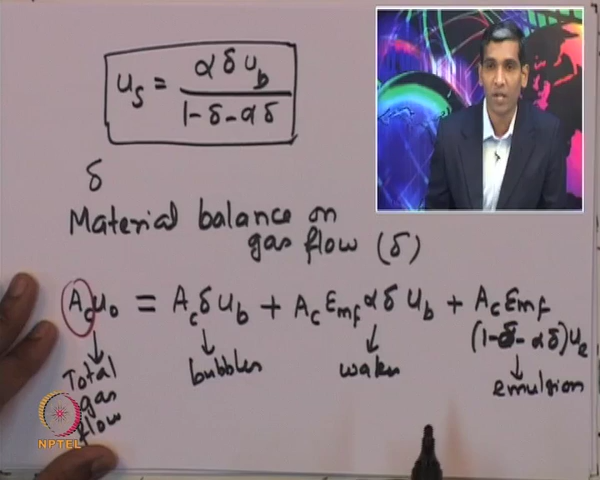 u_s = αδu_b / 1-δ-αδ
δ
Material balance on
gas flow (δ)
A_c u_0 = A_c δ u_b + A_c ε_mf αδ u_b + A_c ε_mf
(1-δ-αδ)u_e
Total gas flow
bubbles
wakes
emulsion
NPTEL